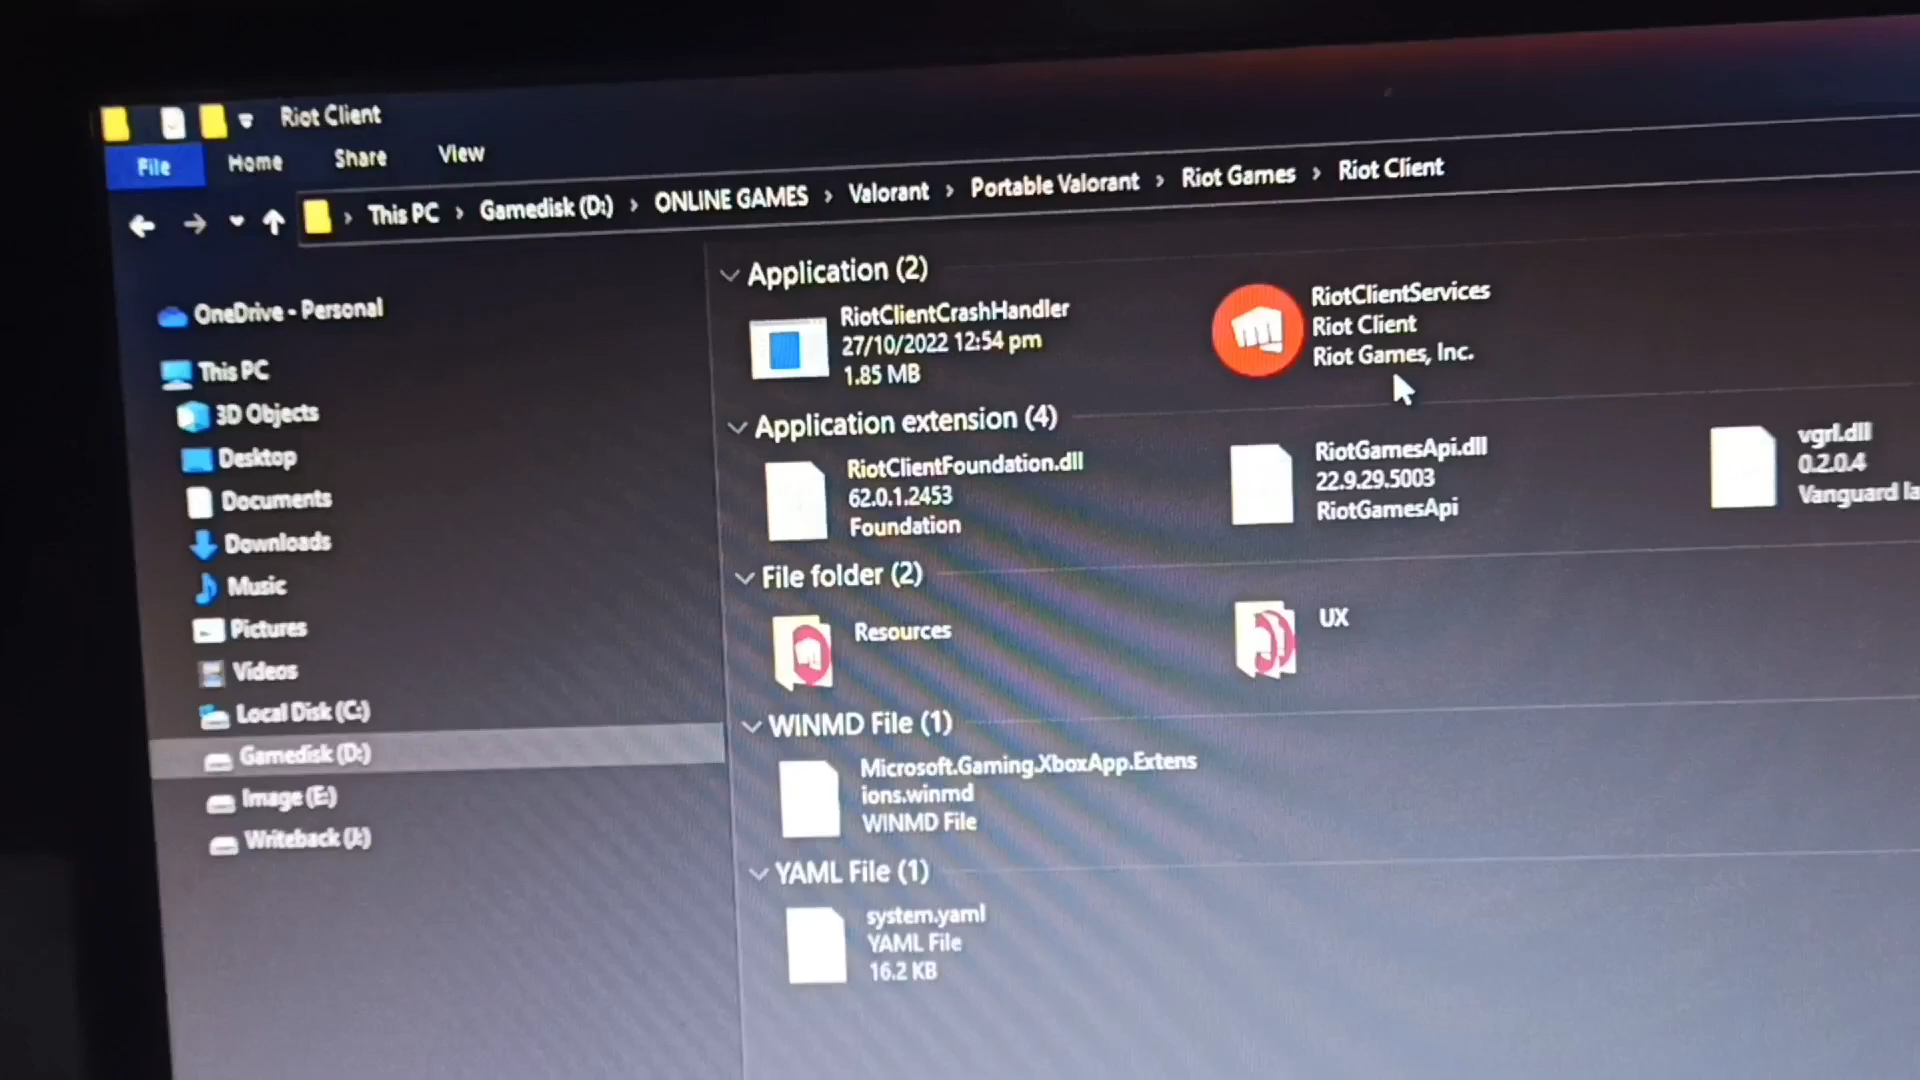 Riot Client
File Home Share View
This PC > Gamedisk (D:) > ONLINE GAMES > Valorant > Portable Valorant > Riot Games > Riot Client
OneDrive - Personal
This PC
3D Objects
Desktop
Documents
Downloads
Music
Pictures
Videos
Local Disk (C:)
Gamedisk (D:)
Image (E:)
Writeback (J:)
Application (2)
RiotClientCrashHandler
27/10/2022 12:54 pm
1.85 MB
RiotClientServices
Riot Client
Riot Games, Inc.
Application extension (4)
RiotClientFoundation.dll
62.0.1.2453
Foundation
RiotGamesApi.dll
22.9.29.5003
RiotGamesApi
vgrl.dll
0.2.0.4
Vanguard la
File folder (2)
Resources
UX
WINMD File (1)
Microsoft.Gaming.XboxApp.Extens
ions.winmd
WINMD File
YAML File (1)
system.yaml
YAML File
16.2 KB